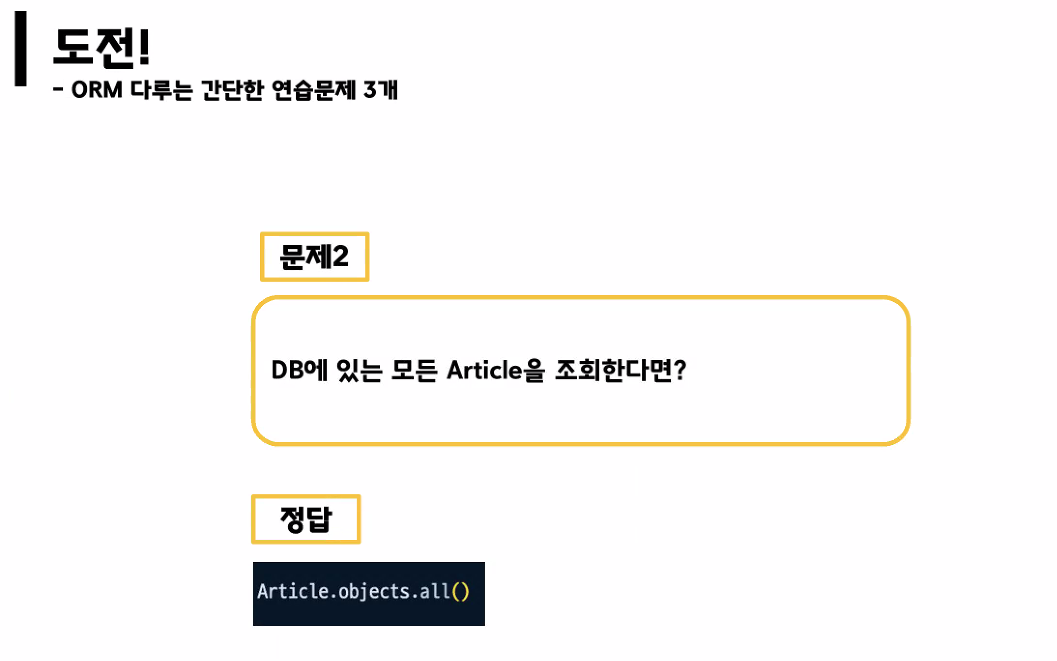 도전!
- ORM 다루는 간단한 연습문제 3개
문제2
DB에 있는 모든 Article을 조회한다면?
정답
Article.objects.all()